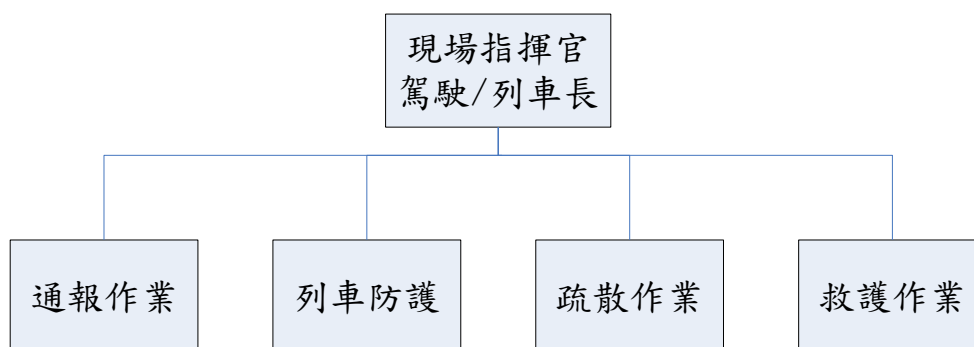 現場指揮官
駕駛/列車長
通報作業
列車防護
疏散作業
救護作業